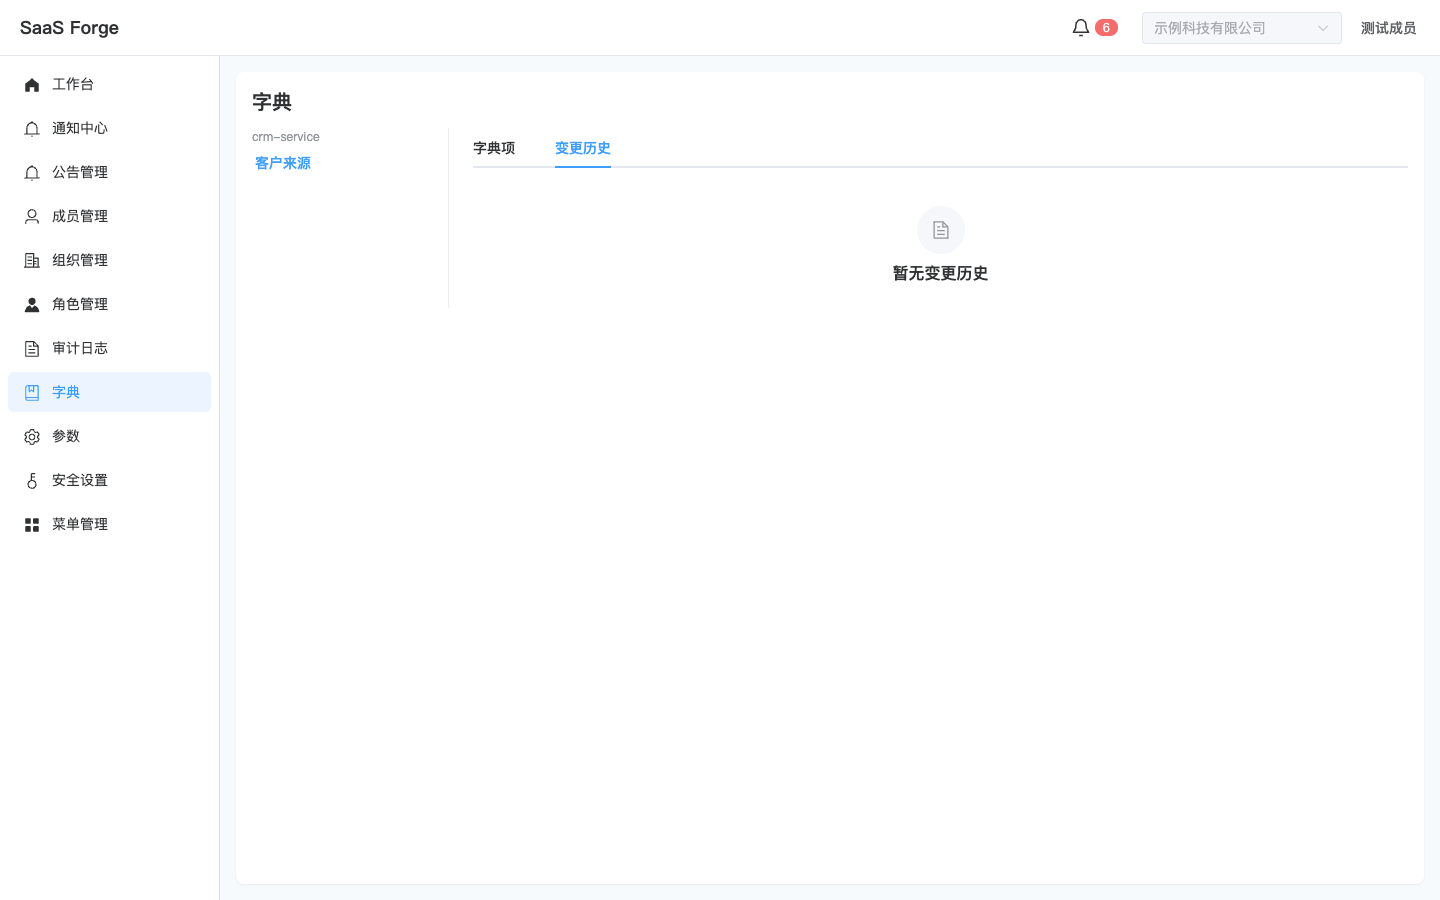 SaaS Forge
6
示例科技有限公司
测试成员
工作台
通知中心
公告管理
成员管理
组织管理
角色管理
审计日志
字典
参数
安全设置
菜单管理
字典
crm-service
客户来源
字典项
变更历史
暂无变更历史